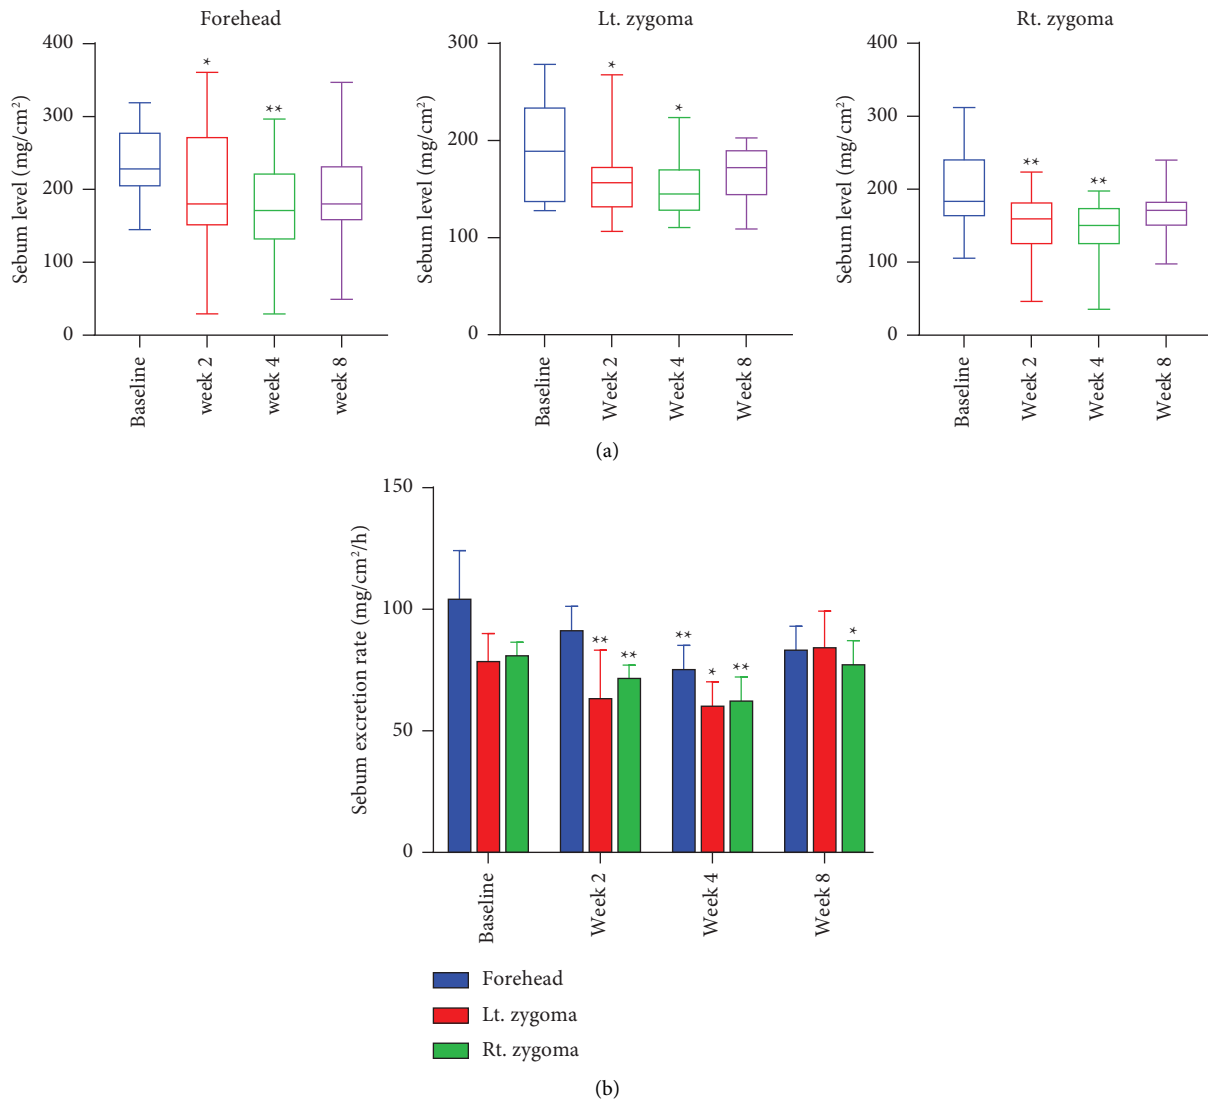 Forehead
Sebum level (mg/cm²)
400
300
200
100
0
*
**
Baseline
week 2
week 4
week 8
Lt. zygoma
Sebum level (mg/cm²)
300
200
100
0
*
*
Baseline
Week 2
Week 4
Week 8
Rt. zygoma
Sebum level (mg/cm²)
400
300
200
100
0
**
**
Baseline
Week 2
Week 4
Week 8
(a)
Sebum excretion rate (mg/cm²/h)
150
100
50
0
**
**
**
*
**
*
Baseline
Week 2
Week 4
Week 8
Forehead
Lt. zygoma
Rt. zygoma
(b)